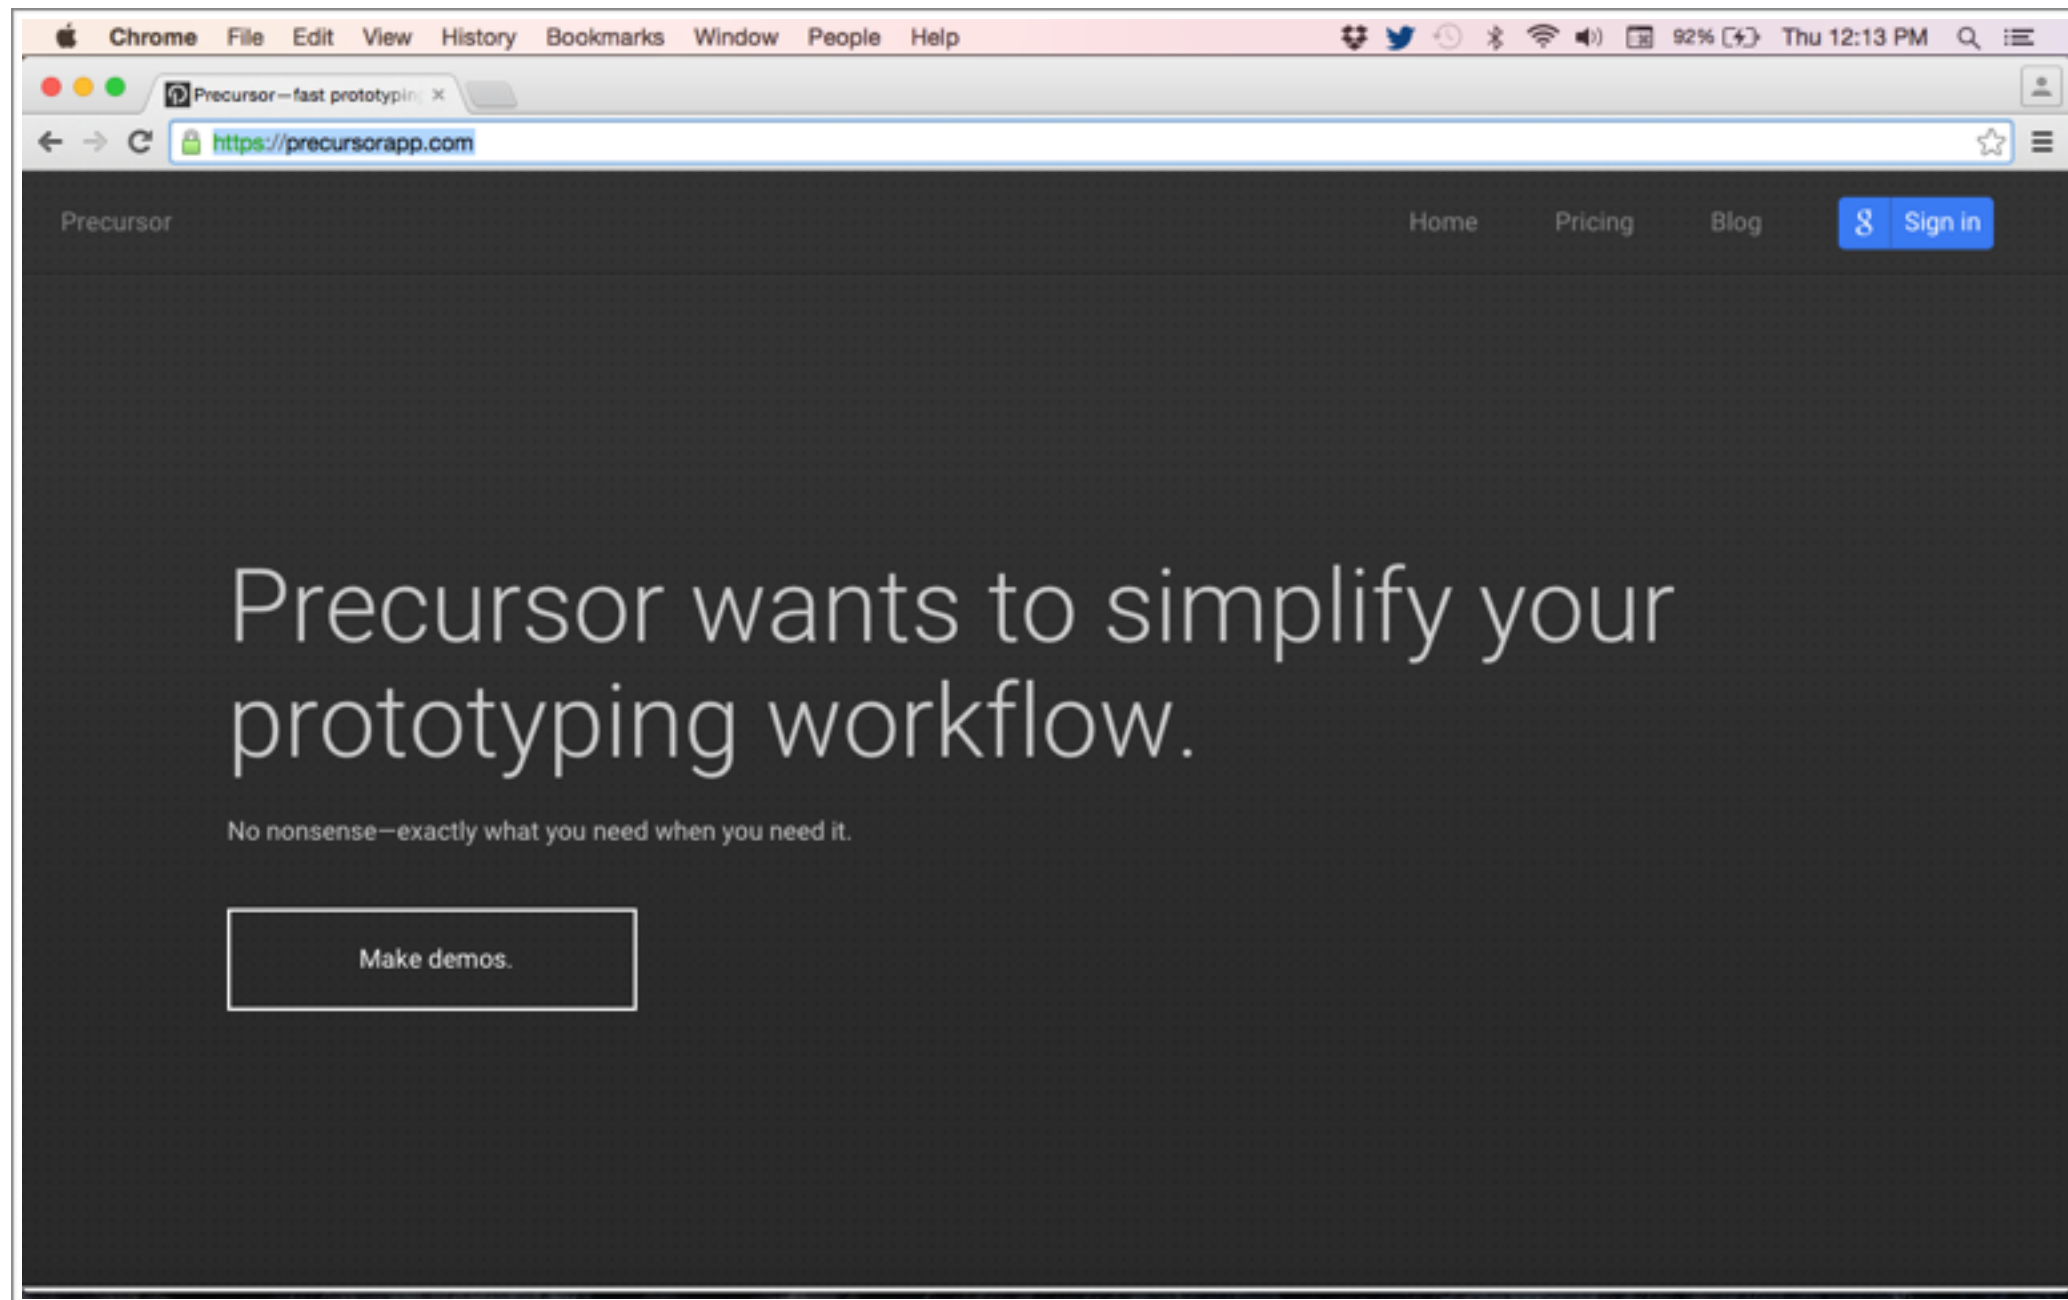 Chrome File Edit View History Bookmarks Window People Help 92% Thu 12:13 PM
Precursor—fast prototyping
https://precursorapp.com
Precursor Home Pricing Blog 8 Sign in
Precursor wants to simplify your
prototyping workflow.
No nonsense—exactly what you need when you need it.
Make demos.